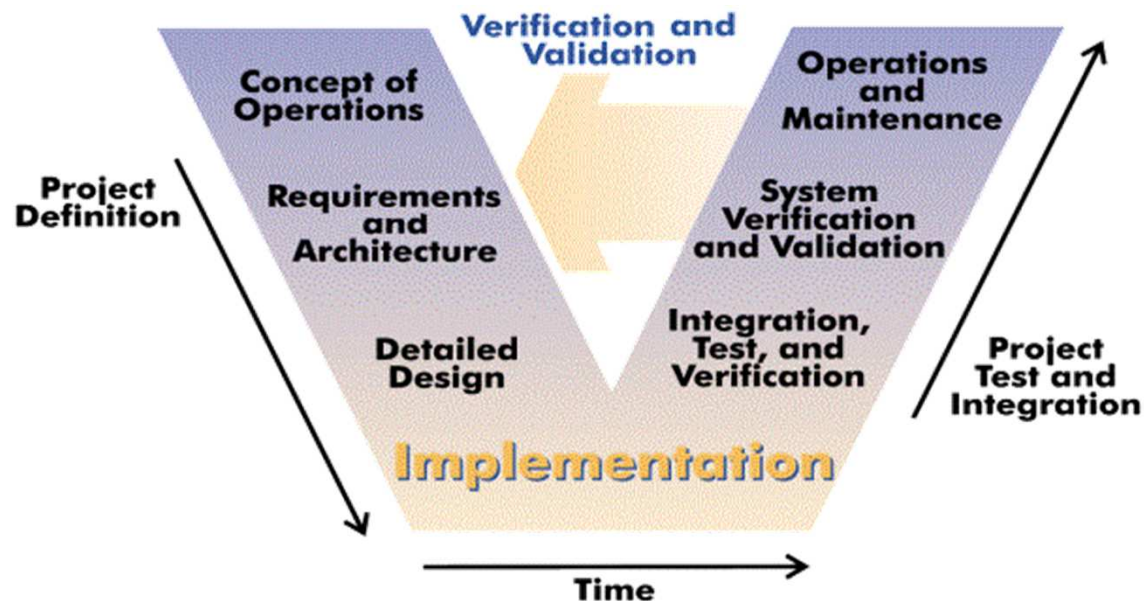 Verification and
Validation
Concept of
Operations
Operations
and
Maintenance
Project
Definition
Requirements
and
Architecture
System
Verification
and Validation
Detailed
Design
Integration,
Test, and
Verification
Project
Test and
Integration
Implementation
Time